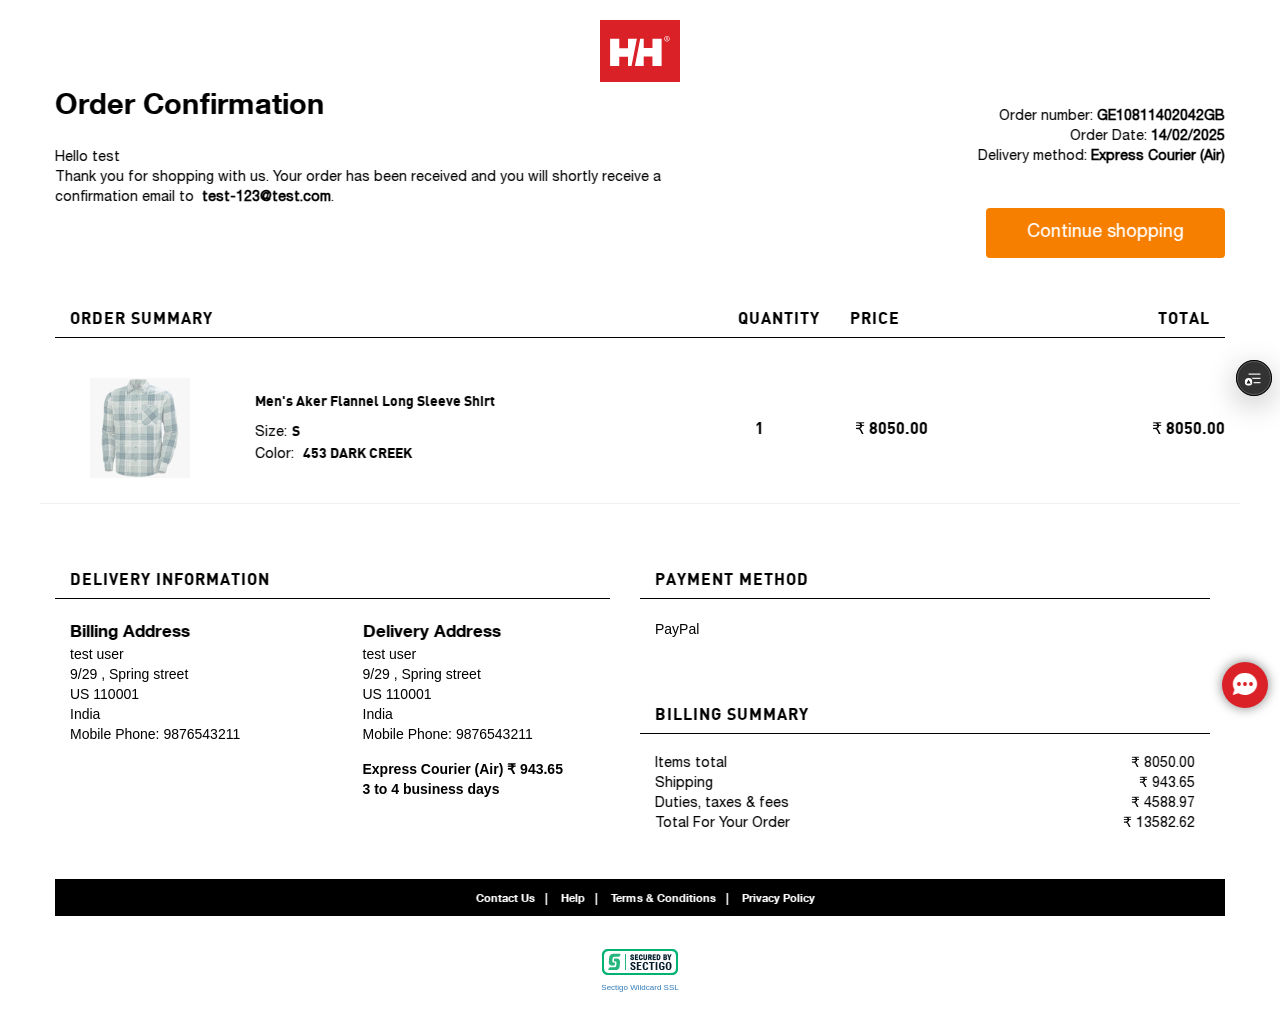 HH®
Order Confirmation
Order number: GE10811402042GB
Order Date: 14/02/2025
Delivery method: Express Courier (Air)
Hello test
Thank you for shopping with us. Your order has been received and you will shortly receive a
confirmation email to test-123@test.com.
Continue shopping
ORDER SUMMARY QUANTITY PRICE TOTAL
Men's Aker Flannel Long Sleeve Shirt
Size: S
Color: 453 DARK CREEK
1 ₹ 8050.00 ₹ 8050.00
DELIVERY INFORMATION
Billing Address
test user
9/29 , Spring street
US 110001
India
Mobile Phone: 9876543211
Delivery Address
test user
9/29 , Spring street
US 110001
India
Mobile Phone: 9876543211
Express Courier (Air) ₹ 943.65
3 to 4 business days
PAYMENT METHOD
PayPal
BILLING SUMMARY
Items total ₹ 8050.00
Shipping ₹ 943.65
Duties, taxes & fees ₹ 4588.97
Total For Your Order ₹ 13582.62
Contact Us | Help | Terms & Conditions | Privacy Policy
SECURED BY
SECTIGO
Sectigo Wildcard SSL